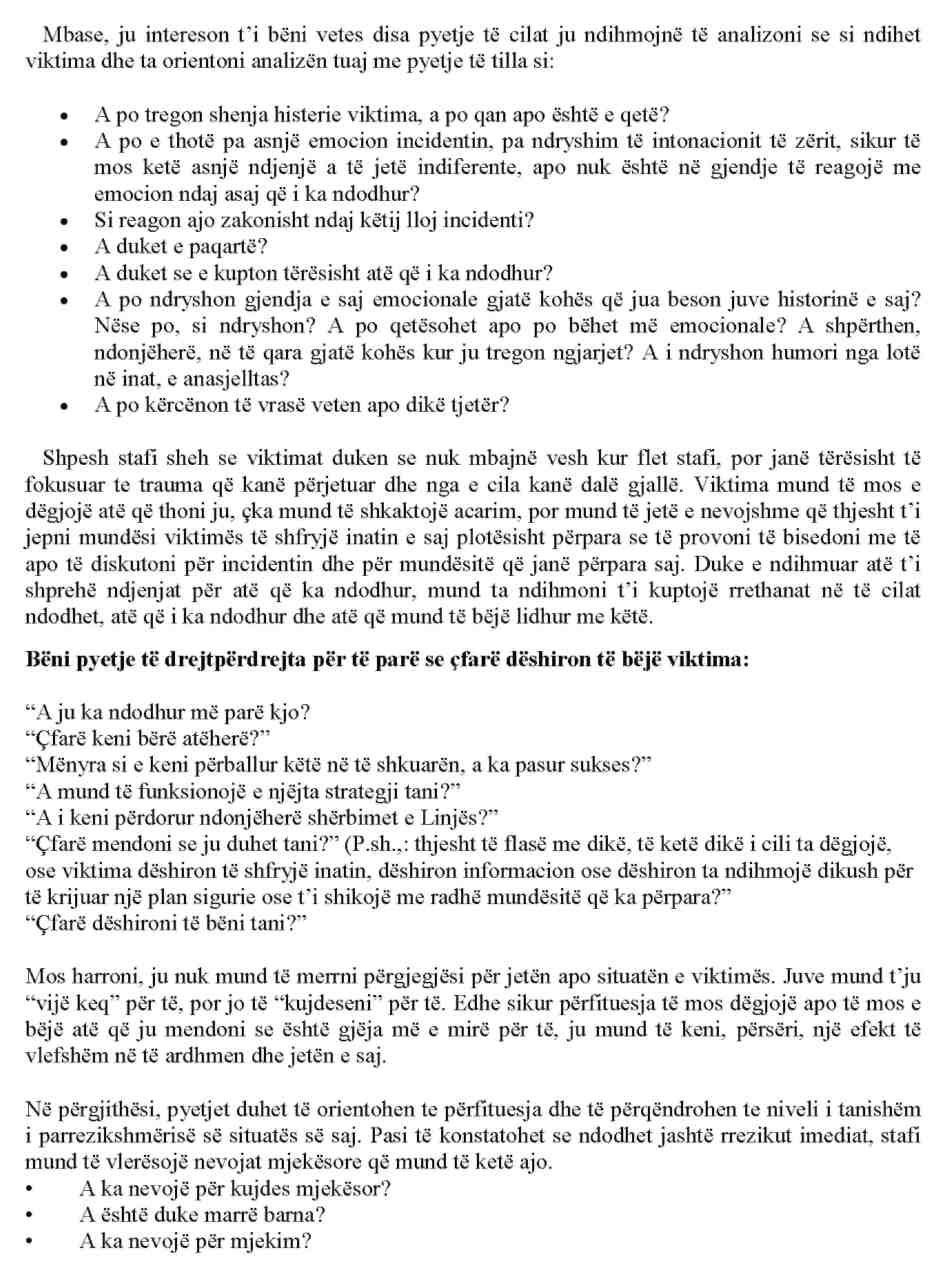 Mbase, ju intereson t’i bëni vetes disa pyetje të cilat ju ndihmojnë të analizoni se si ndihet
viktima dhe ta orientoni analizën tuaj me pyetje të tilla si:
• A po tregon shenja histerie viktima, a po qan apo është e qetë?
• A po e thotë pa asnjë emocion incidentin, pa ndryshim të intonacionit të zërit, sikur të
mos ketë asnjë ndjenjë a të jetë indiferente, apo nuk është në gjendje të reagojë me
emocion ndaj asaj që i ka ndodhur?
• Si reagon ajo zakonisht ndaj këtij lloj incidenti?
• A duket e paqartë?
• A duket se e kupton tërësisht atë që i ka ndodhur?
• A po ndryshon gjendja e saj emocionale gjatë kohës që jua beson juve historinë e saj?
Nëse po, si ndryshon? A po qetësohet apo po bëhet më emocionale? A shpërthen,
ndonjëherë, në të qara gjatë kohës kur ju tregon ngjarjet? A i ndryshon humori nga lotë
në inat, e anasjelltas?
• A po kërcënon të vrasë veten apo dikë tjetër?
Shpesh stafi sheh se viktimat duken se nuk mbajnë vesh kur flet stafi, por janë tërësisht të
fokusuar te trauma që kanë përjetuar dhe nga e cila kanë dalë gjallë. Viktima mund të mos e
dëgjojë atë që thoni ju, çka mund të shkaktojë acarim, por mund të jetë e nevojshme që thjesht t’i
jepni mundësi viktimës të shfryjë inatin e saj plotësisht përpara se të provoni të bisedoni me të
apo të diskutoni për incidentin dhe për mundësitë që janë përpara saj. Duke e ndihmuar atë t’i
shprehë ndjenjat për atë që ka ndodhur, mund ta ndihmoni t’i kuptojë rrethanat në të cilat
ndodhet, atë që i ka ndodhur dhe atë që mund të bëjë lidhur me këtë.
Bëni pyetje të drejtpërdrejta për të parë se çfarë dëshiron të bëjë viktima:
“A ju ka ndodhur më parë kjo?
“Çfarë keni bërë atëherë?”
“Mënyra si e keni përballur këtë në të shkuarën, a ka pasur sukses?”
“A mund të funksionojë e njëjta strategji tani?”
“A i keni përdorur ndonjëherë shërbimet e Linjës?”
“Çfarë mendoni se ju duhet tani?” (P.sh.,: thjesht të flasë me dikë, të ketë dikë i cili ta dëgjojë,
ose viktima dëshiron të shfryjë inatin, dëshiron informacion ose dëshiron ta ndihmojë dikush për
të krijuar një plan sigurie ose t’i shikojë me radhë mundësitë që ka përpara?”
“Çfarë dëshironi të bëni tani?”
Mos harroni, ju nuk mund të merrni përgjegjësi për jetën apo situatën e viktimës. Juve mund t’ju
“vijë keq” për të, por jo të “kujdeseni” për të. Edhe sikur përfituesja të mos dëgjojë apo të mos e
bëjë atë që ju mendoni se është gjëja më e mirë për të, ju mund të keni, përsëri, një efekt të
vlefshëm në të ardhmen dhe jetën e saj.
Në përgjithësi, pyetjet duhet të orientohen te përfituesja dhe të përqëndrohen te niveli i tanishëm
i parrezikshmërisë së situatës së saj. Pasi të konstatohet se ndodhet jashtë rrezikut imediat, stafi
mund të vlerësojë nevojat mjekësore që mund të ketë ajo.
• A ka nevojë për kujdes mjekësor?
• A është duke marrë barna?
• A ka nevojë për mjekim?